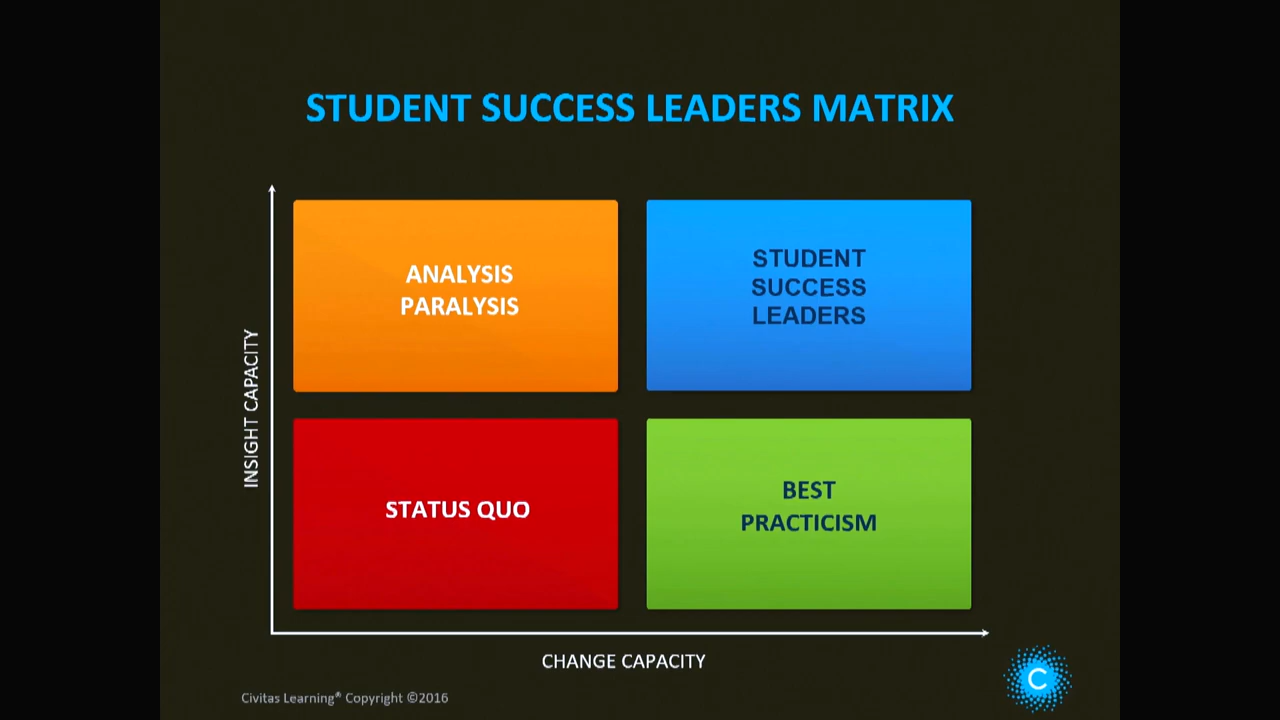 STUDENT SUCCESS LEADERS MATRIX
ANALYSIS
PARALYSIS
STUDENT
SUCCESS
LEADERS
INSIGHT CAPACITY
STATUS QUO
BEST
PRACTICISM
CHANGE CAPACITY
Civitas Learning® Copyright ©2016
C